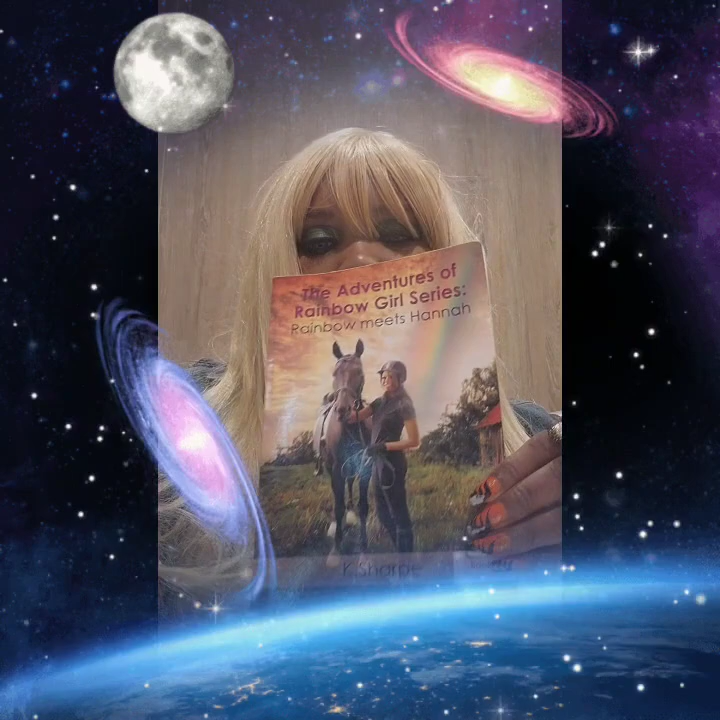 The Adventures of
Rainbow Girl Series;
Rainbow meets Hannah
K.Sharpe